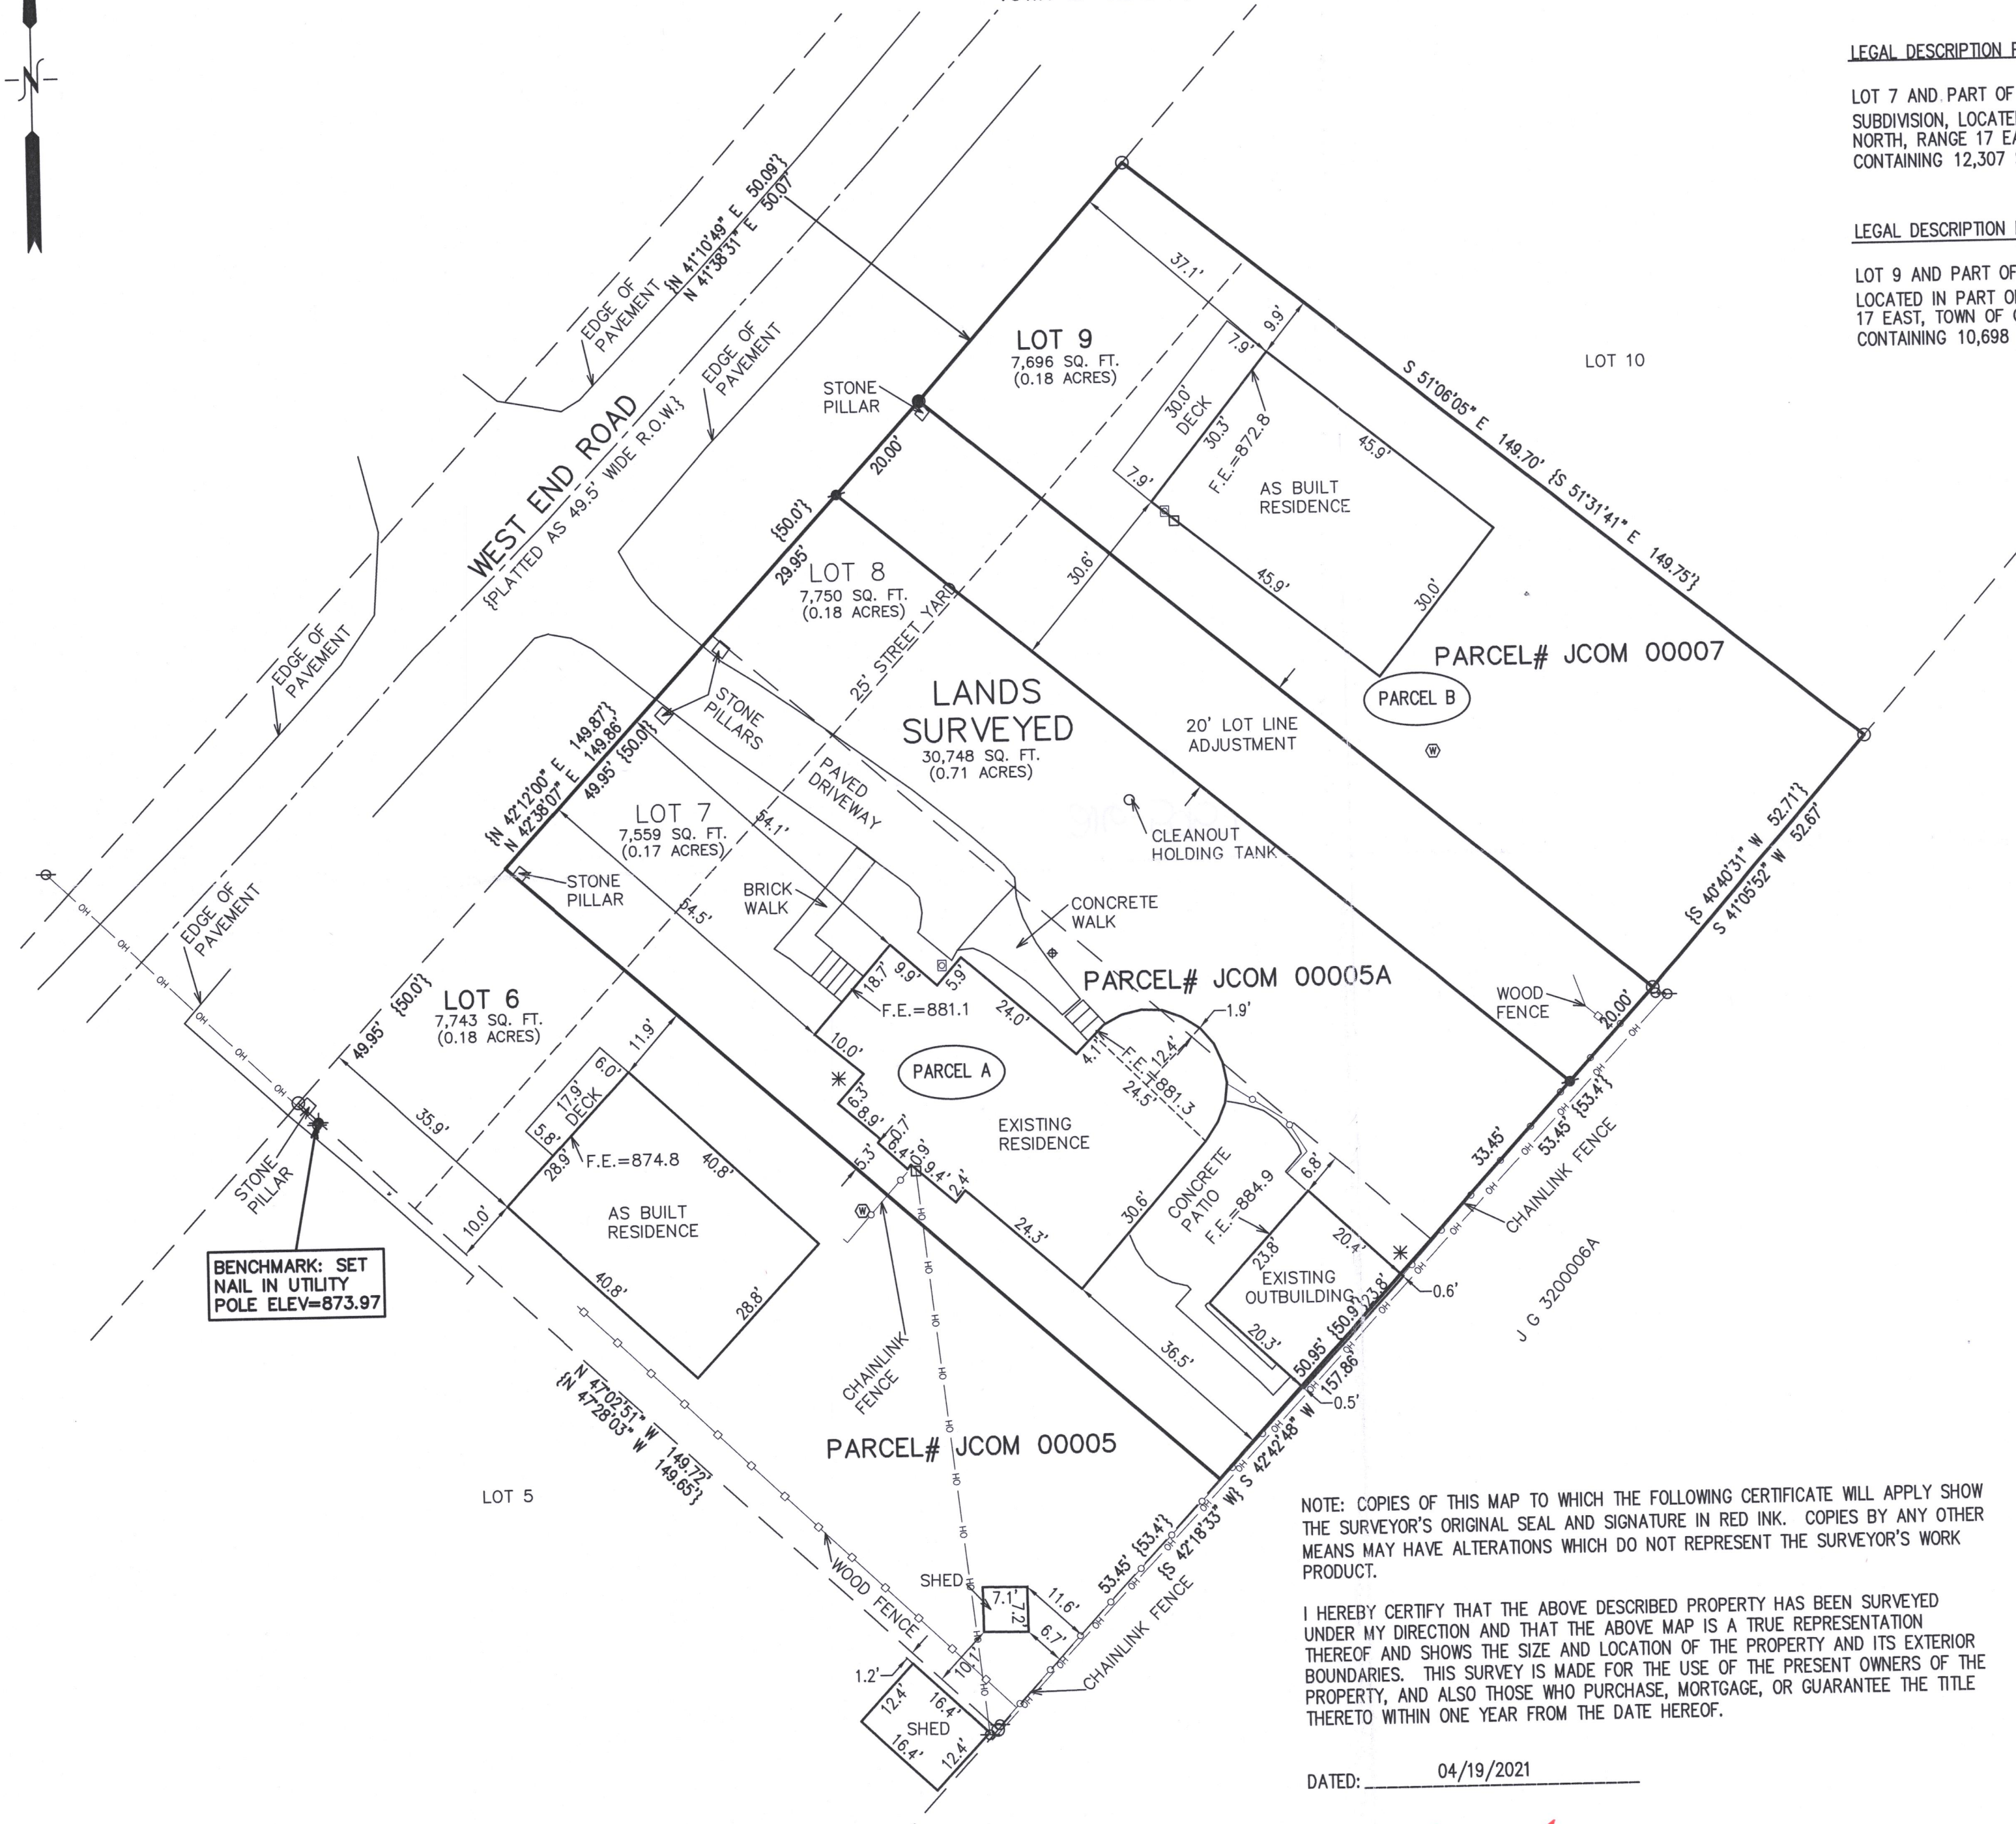 N
LEGAL DESCRIPTION
LOT 7 AND PART OF
SUBDIVISION, LOCATE
NORTH, RANGE 17 EA
CONTAINING 12,307
LEGAL DESCRIPTION
LOT 9 AND PART OF
LOCATED IN PART O
17 EAST, TOWN OF
CONTAINING 10,698
{N 41°10'49" E 50.09'}
N 41°38'31" E 50.07'
EDGE OF
PAVEMENT
EDGE OF
PAVEMENT
WEST END ROAD
{PLATTED AS 49.5' WIDE R.O.W.}
STONE
PILLAR
LOT 9
7,696 SQ. FT.
(0.18 ACRES)
37.1'
9.9'
7.9'
30.0'
DECK
30.3'
F.E.=872.8
7.9'
45.9'
AS BUILT
RESIDENCE
45.9'
30.0'
30.6'
LOT 10
S 51°06'05" E 149.70' {S 51°31'41" E 149.75'}
PARCEL# JCOM 00007
PARCEL B
20.00'
{50.0'}
29.95'
LOT 8
7,750 SQ. FT.
(0.18 ACRES)
25' STREET YARD
LANDS
SURVEYED
30,748 SQ. FT.
(0.71 ACRES)
20' LOT LINE
ADJUSTMENT
W
EDGE OF
PAVEMENT
STONE
PILLARS
PAVED
DRIVEWAY
{N 42°12'00" E 149.87'}
N 42°38'07" E 149.86'
49.95' {50.0'}
LOT 7
7,559 SQ. FT.
(0.17 ACRES)
54.1'
CLEANOUT
HOLDING TANK
STONE
PILLAR
54.5'
BRICK
WALK
CONCRETE
WALK
{S 40°40'31" W 52.71'}
S 41°05'52" W 52.67'
EDGE OF
PAVEMENT
PARCEL# JCOM 00005A
WOOD
FENCE
20.00'
18.7'
9.9'
5.9'
F.E.=881.1
24.0'
1.9'
4.1'
F.E.=881.3
12.4'
24.5'
10.0'
PARCEL A
6.3'
8.9'
0.7'
6.4'
0.9'
9.4'
2.4'
5.3'
EXISTING
RESIDENCE
24.3'
30.6'
LOT 6
7,743 SQ. FT.
(0.18 ACRES)
{50.0'}
49.95'
11.9'
6.0'
17.9'
DECK
5.8'
28.9'
F.E.=874.8
35.9'
40.8'
10.0'
AS BUILT
RESIDENCE
40.8'
28.8'
STONE
PILLAR
BENCHMARK: SET
NAIL IN UTILITY
POLE ELEV=873.97
W
CHAINLINK
FENCE
CONCRETE
PATIO
F.E.=884.9
6.8'
20.4'
23.8'
EXISTING
OUTBUILDING
23.8'
20.3'
0.6'
0.5'
36.5'
33.45'
53.45' {53.4'}
CHAINLINK FENCE
J G 3200006A
50.95' {50.9'}
S 42°42'48" W 157.86'
{S 42°18'33" W}
53.45' {53.4'}
CHAINLINK FENCE
N 47°02'51" W 149.72'
{N 47°28'03" W 149.65'}
LOT 5
PARCEL# JCOM 00005
WOOD FENCE
SHED
7.1'
7.2'
11.6'
6.7'
10.1'
1.2'
12.4'
16.4'
SHED
16.4'
12.4'
OH
NOTE: COPIES OF THIS MAP TO WHICH THE FOLLOWING CERTIFICATE WILL APPLY SHOW
THE SURVEYOR'S ORIGINAL SEAL AND SIGNATURE IN RED INK. COPIES BY ANY OTHER
MEANS MAY HAVE ALTERATIONS WHICH DO NOT REPRESENT THE SURVEYOR'S WORK
PRODUCT.
I HEREBY CERTIFY THAT THE ABOVE DESCRIBED PROPERTY HAS BEEN SURVEYED
UNDER MY DIRECTION AND THAT THE ABOVE MAP IS A TRUE REPRESENTATION
THEREOF AND SHOWS THE SIZE AND LOCATION OF THE PROPERTY AND ITS EXTERIOR
BOUNDARIES. THIS SURVEY IS MADE FOR THE USE OF THE PRESENT OWNERS OF THE
PROPERTY, AND ALSO THOSE WHO PURCHASE, MORTGAGE, OR GUARANTEE THE TITLE
THERETO WITHIN ONE YEAR FROM THE DATE HEREOF.
DATED: 04/19/2021